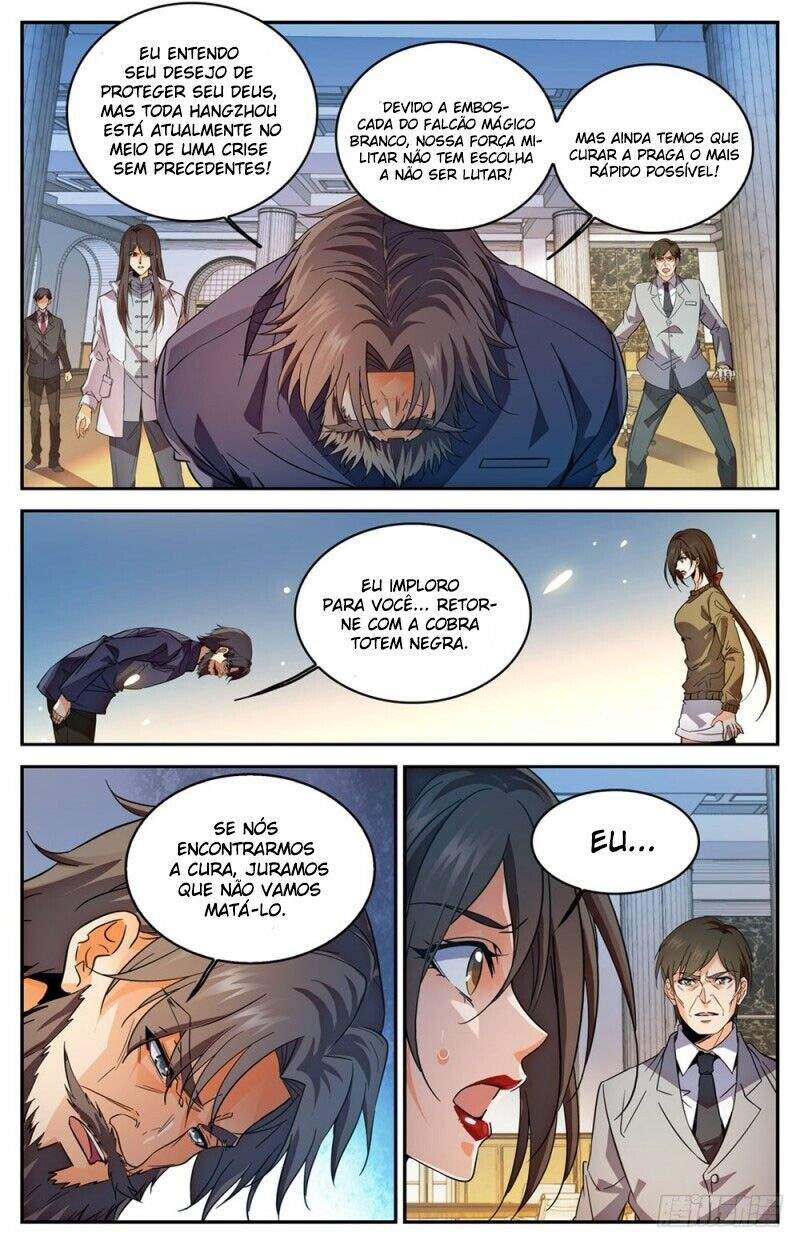 EU ENTENDO
SEU DESEJO DE
PROTEGER SEU DEUS,
MAS TODA HANGZHOU
ESTÁ ATUALMENTE NO
MEIO DE UMA CRISE
SEM PRECEDENTES!
DEVIDO A EMBOS-
CADA DO FALCÃO MÁGICO
BRANCO, NOSSA FORÇA MI-
LITAR NÃO TEM ESCOLHA
A NÃO SER LUTAR!
MAS AINDA TEMOS QUE
CURAR A PRAGA O MAIS
RÁPIDO POSSÍVEL!
EU IMPLORO
PARA VOCÊ... RETOR-
NE COM A COBRA
TOTEM NEGRA.
SE NÓS
ENCONTRARMOS
A CURA, JURAMOS
QUE NÃO VAMOS
MATÁ-LO.
EU...